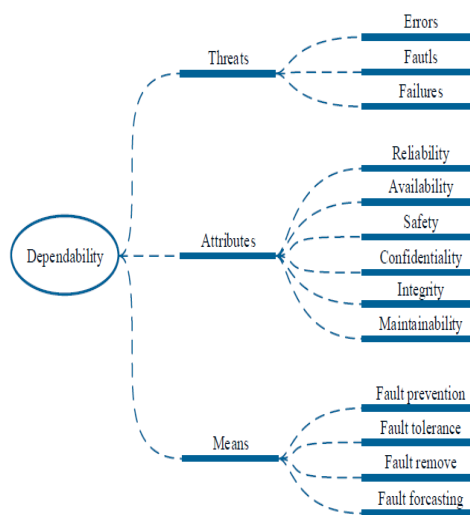 Errors
Threats
Fautls
Failures
Reliability
Availability
Safety
Dependability
Attributes
Confidentiality
Integrity
Maintainability
Fault prevention
Fault tolerance
Means
Fault remove
Fault forcasting